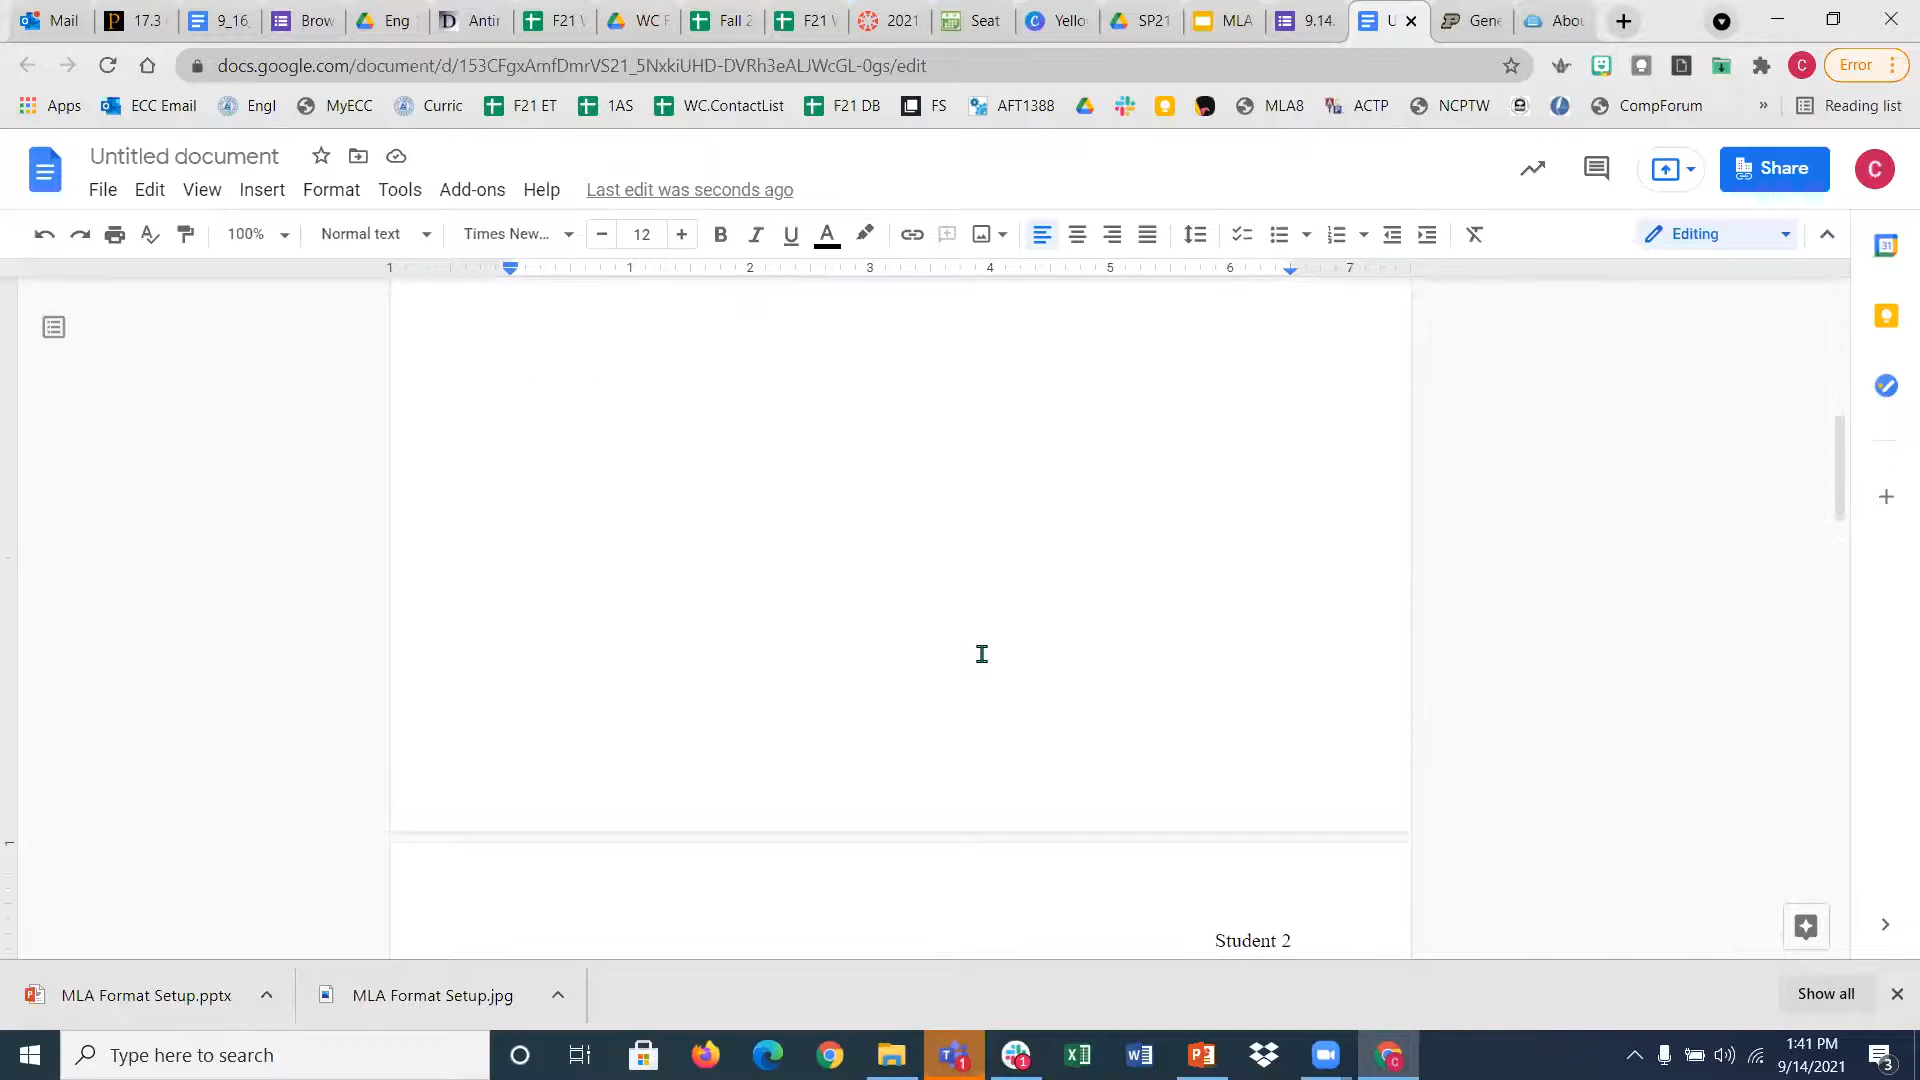 Mail 17.3 9_16 Brow Eng Antir F21 \ WC F Fall 2 F21 \ 2021 Seat Yello SP21 MLA 9.14. U Gene Abou
docs.google.com/document/d/153CFgxAmfDmrVS21_5NxkiUHD-DVRh3eALJWcGL-0gs/edit Error
Apps ECC Email Engl MyECC Curric F21 ET 1AS WC.ContactList F21 DB FS AFT1388 MLA8 ACTP NCPTW CompForum » Reading list
Untitled document
File Edit View Insert Format Tools Add-ons Help Last edit was seconds ago
Share C
100% Normal text Times New... 12 B I U A Editing
1 1 2 3 4 5 6 7
Student 2
MLA Format Setup.pptx MLA Format Setup.jpg Show all
Type here to search
1:41 PM
9/14/2021 3